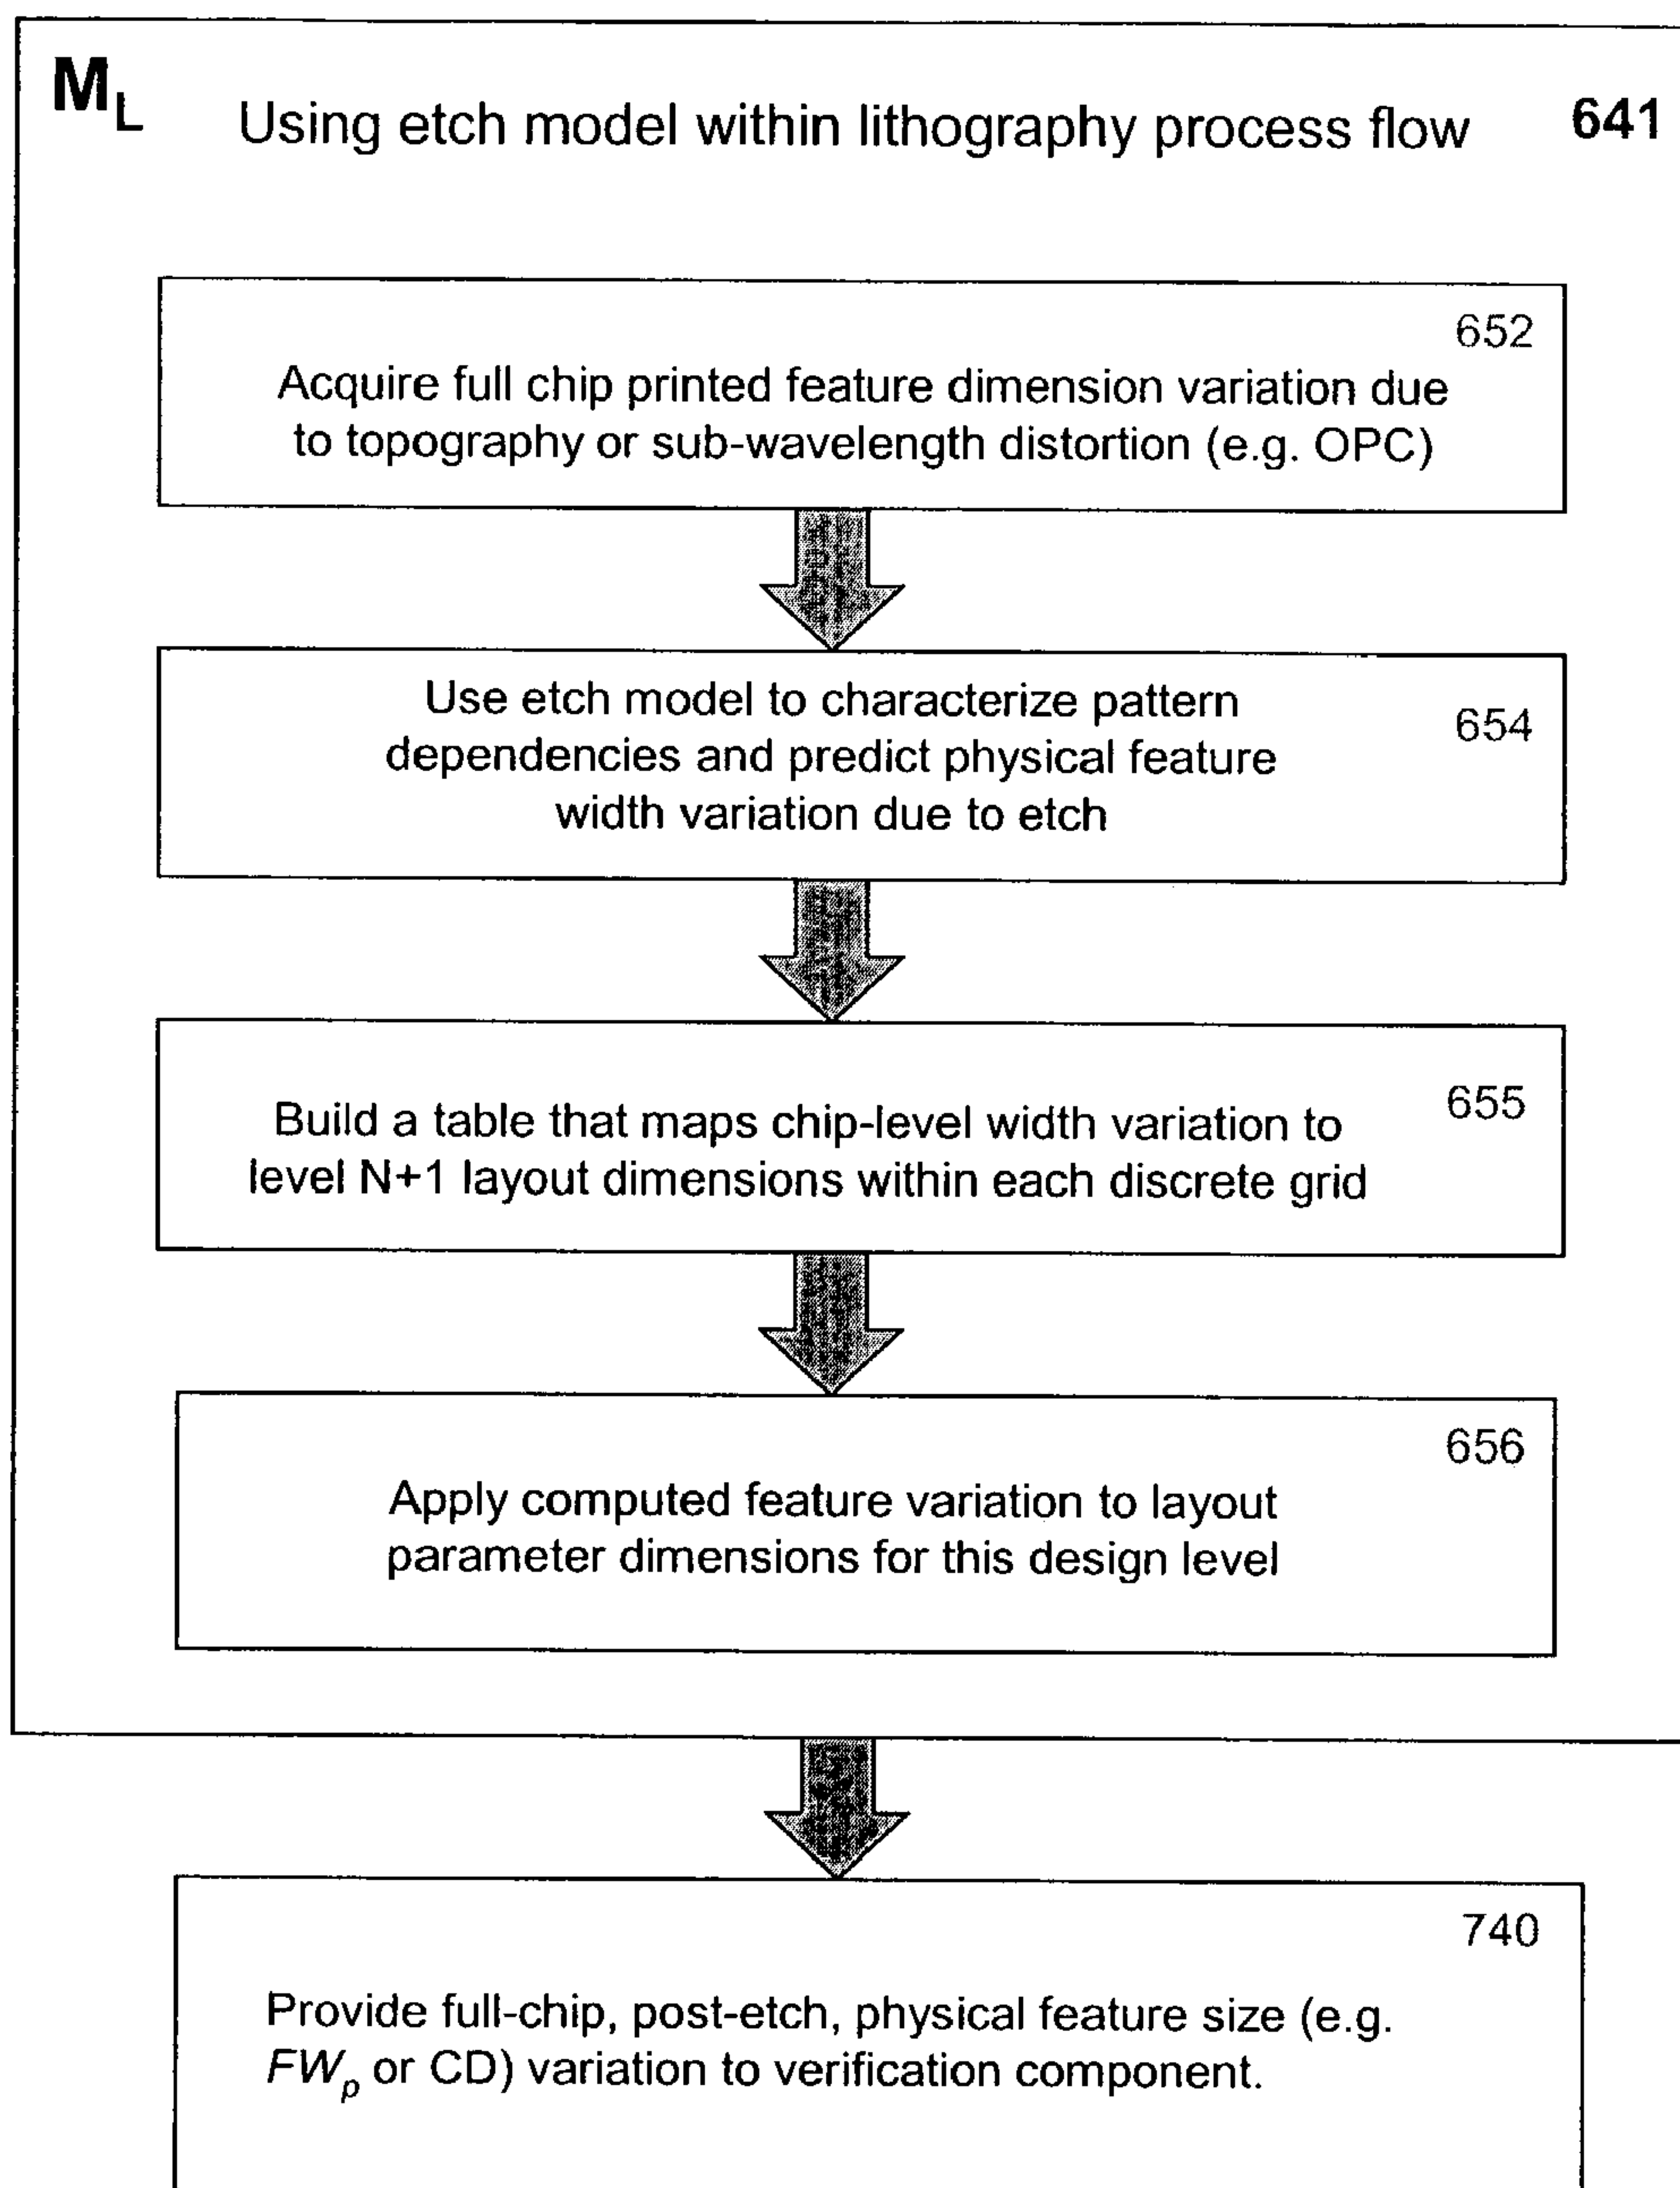 M_L Using etch model within lithography process flow 641
652
Acquire full chip printed feature dimension variation due
to topography or sub-wavelength distortion (e.g. OPC)
Use etch model to characterize pattern
654
dependencies and predict physical feature
width variation due to etch
655
Build a table that maps chip-level width variation to
level N+1 layout dimensions within each discrete grid
656
Apply computed feature variation to layout
parameter dimensions for this design level
740
Provide full-chip, post-etch, physical feature size (e.g.
FW_p or CD) variation to verification component.